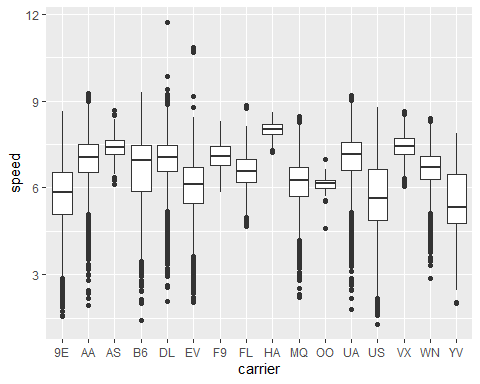 12
9
6
3
speed
9E AA AS B6 DL EV F9 FL HA MQ OO UA US VX WN YV
carrier